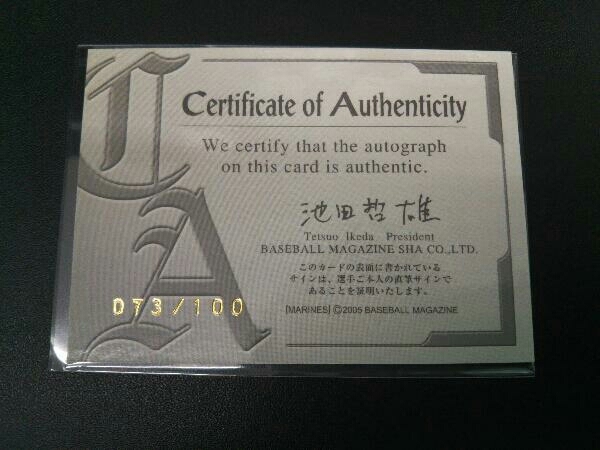 CA
Certificate of Authenticity
We certify that the autograph
on this card is authentic.
池田哲雄
Tetsuo Ikeda President
BASEBALL MAGAZINE SHA CO.,LTD.
このカードの表面に書かれている
サインは、選手ご本人の直筆サインで
あることを証明いたします。
073/100
[MARINES] ©2005 BASEBALL MAGAZINE